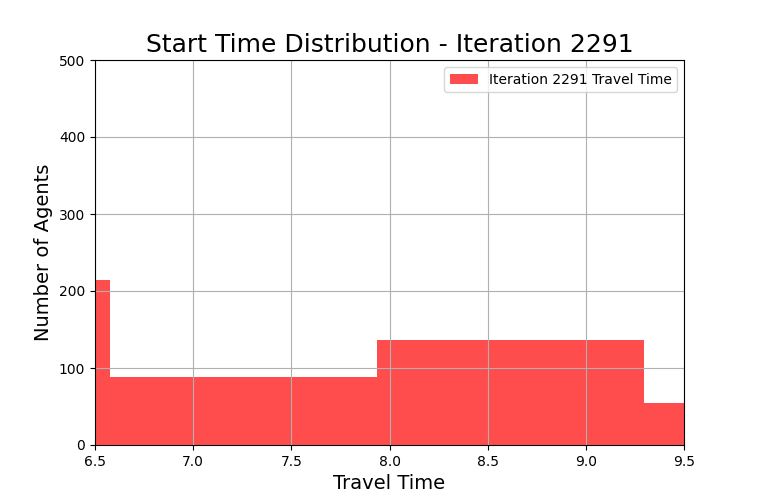 Start Time Distribution - Iteration 2291
Iteration 2291 Travel Time
Number of Agents
500
400
300
200
100
0
6.5 7.0 7.5 8.0 8.5 9.0 9.5
Travel Time